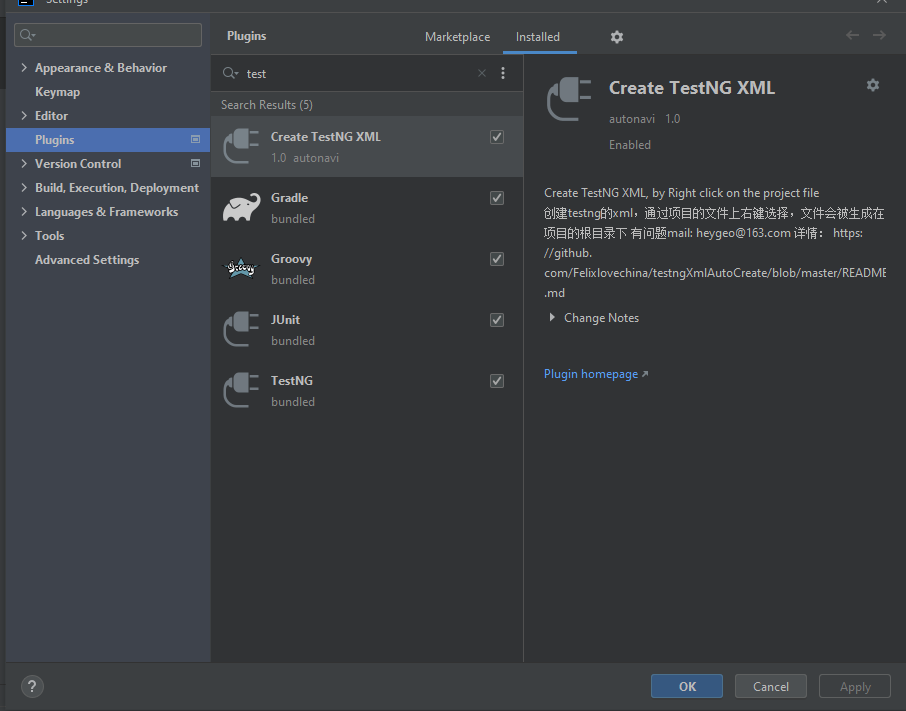 Settings
Plugins
Marketplace
Installed
Appearance & Behavior
Keymap
Editor
Plugins
Version Control
Build, Execution, Deployment
Languages & Frameworks
Tools
Advanced Settings
test
Search Results (5)
Create TestNG XML
1.0 autonavi
Gradle
bundled
Groovy
bundled
JUnit
bundled
TestNG
bundled
Create TestNG XML
autonavi 1.0
Enabled
Create TestNG XML, by Right click on the project file
创建testng的xml，通过项目的文件上右键选择，文件会被生成在
项目的根目录下 有问题mail: heygeo@163.com 详情： https:
//github.
com/Felixlovechina/testngXmlAutoCreate/blob/master/README
.md
Change Notes
Plugin homepage
?
OK
Cancel
Apply